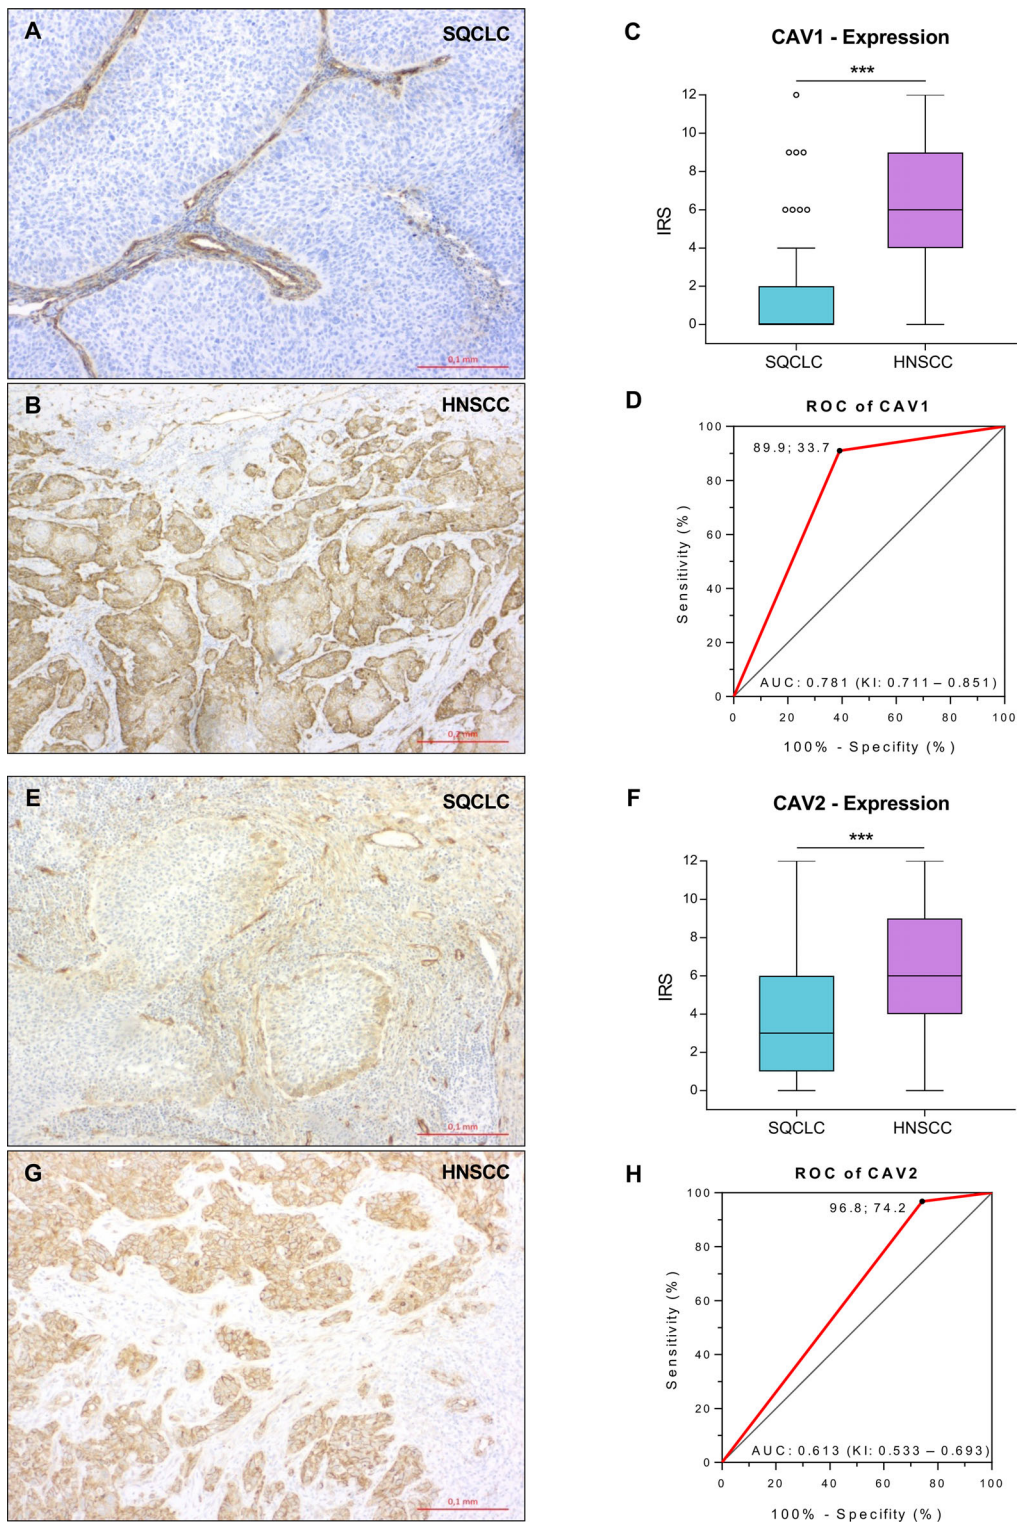 A
SQCLC
0,1 mm
B
HNSCC
0,2 mm
C
CAV1 - Expression
***
IRS
12
10
8
6
4
2
0
SQCLC
HNSCC
D
ROC of CAV1
89.9; 33.7
Sensitivity (%)
100
80
60
40
20
0
AUC: 0.781 (KI: 0.711 – 0.851)
0
20
40
60
80
100
100% - Specifity (%)
E
SQCLC
0,1 mm
F
CAV2 - Expression
***
IRS
12
10
8
6
4
2
0
SQCLC
HNSCC
G
HNSCC
0,1 mm
H
ROC of CAV2
96.8; 74.2
Sensitivity (%)
100
80
60
40
20
0
AUC: 0.613 (KI: 0.533 – 0.693)
0
20
40
60
80
100
100% - Specifity (%)